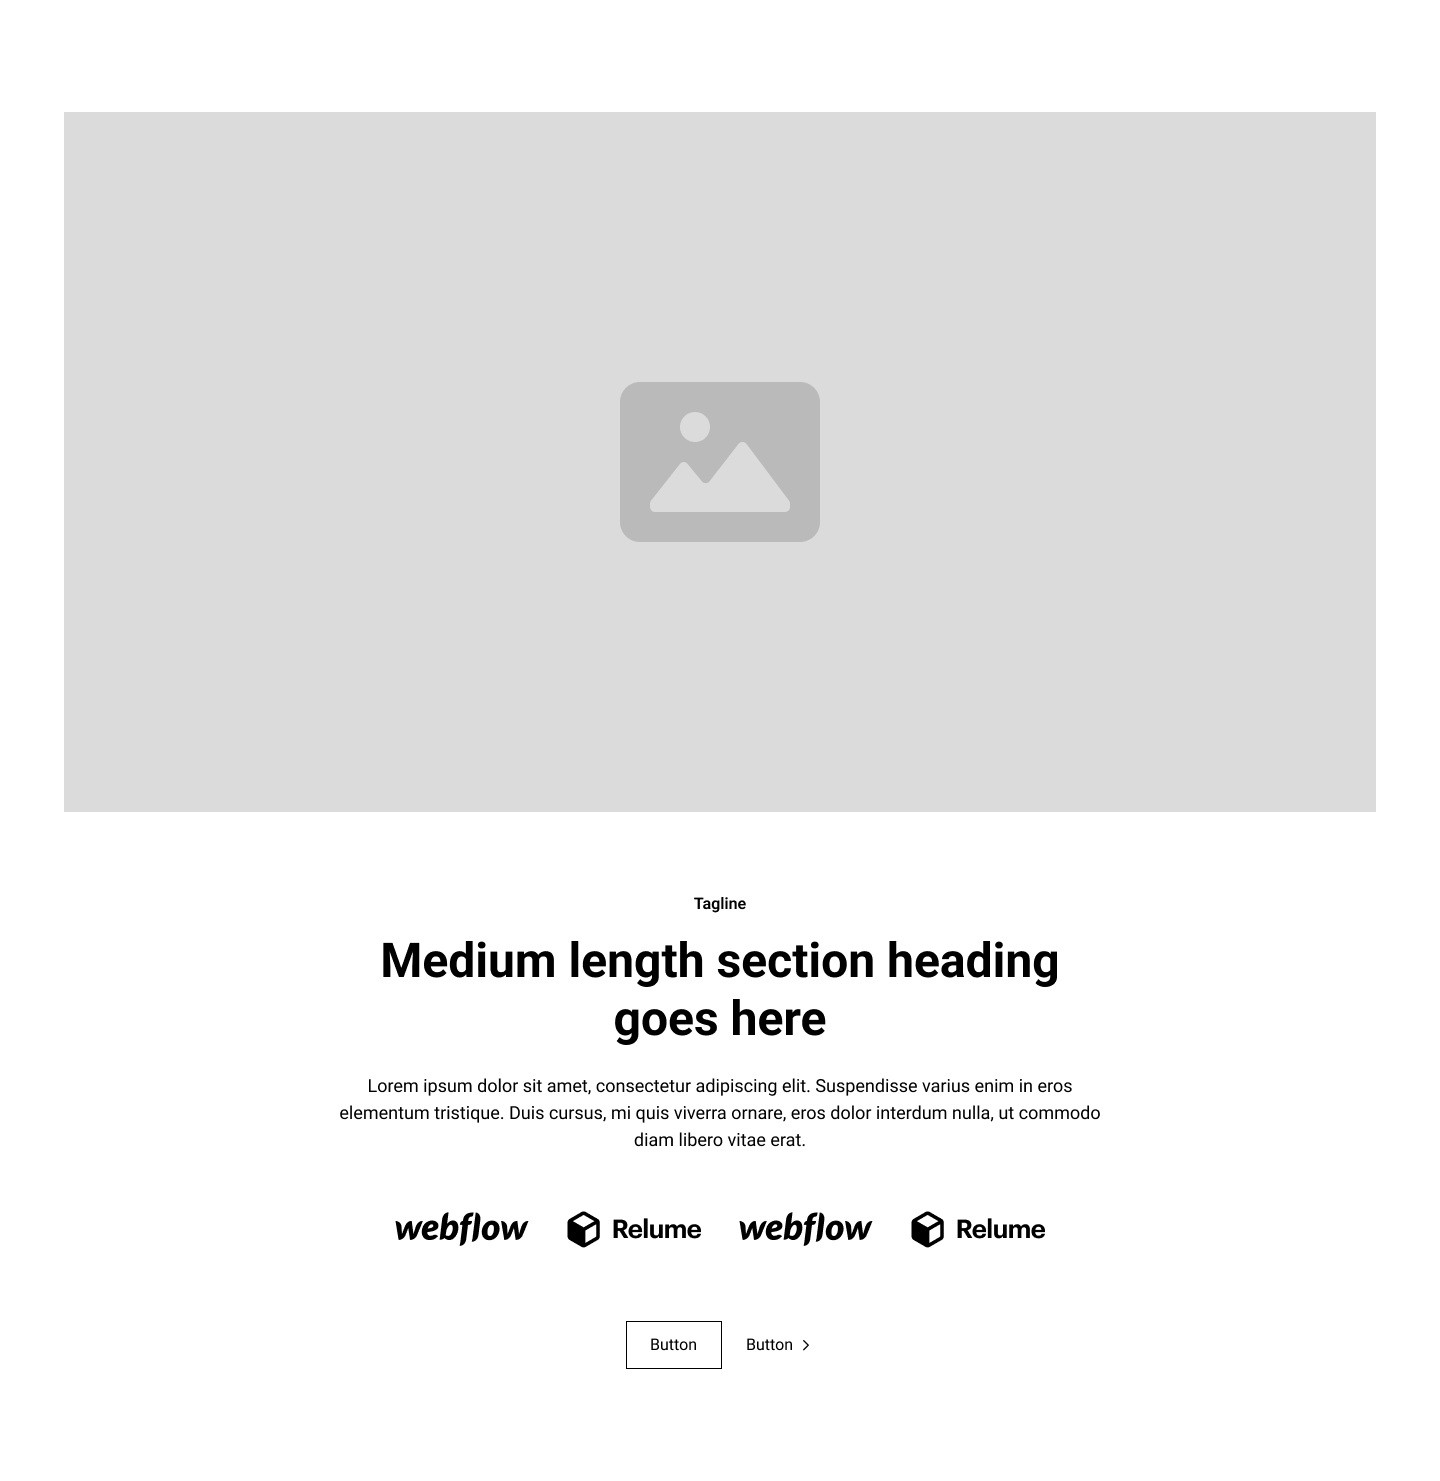 Tagline
Medium length section heading
goes here
Lorem ipsum dolor sit amet, consectetur adipiscing elit. Suspendisse varius enim in eros
elementum tristique. Duis cursus, mi quis viverra ornare, eros dolor interdum nulla, ut commodo
diam libero vitae erat.
webflow Relume webflow Relume
Button Button